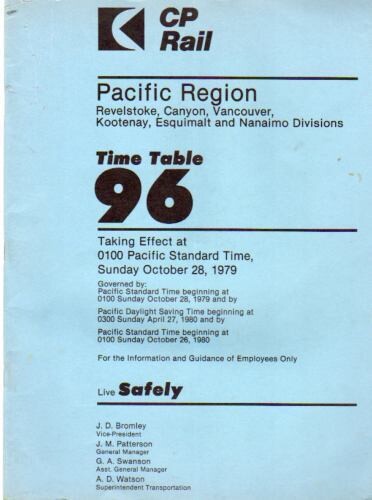 CP
Rail
Pacific Region
Revelstoke, Canyon, Vancouver,
Kootenay, Esquimalt and Nanaimo Divisions
Time Table
96
Taking Effect at
0100 Pacific Standard Time,
Sunday October 28, 1979
Governed by:
Pacific Standard Time beginning at
0100 Sunday October 28, 1979 and by
Pacific Daylight Saving Time beginning at
0300 Sunday April 27, 1980 and by
Pacific Standard Time beginning at
0100 Sunday October 26, 1980
For the Information and Guidance of Employees Only
Live Safely
J. D. Bromley
Vice-President
J. M. Patterson
General Manager
G. A. Swanson
Asst. General Manager
A. D. Watson
Superintendent Transportation